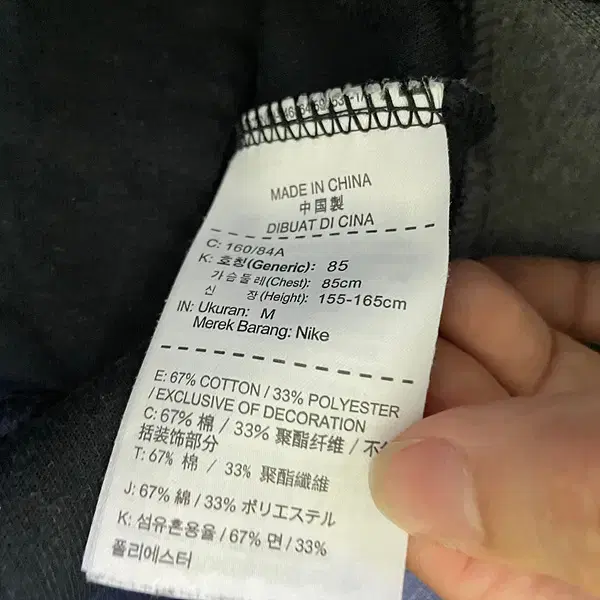 MADE IN CHINA
中国製
DIBUAT DI CINA
C: 160/84A
K: 호칭(Generic): 85
가슴둘레(Chest): 85cm
신 장(Height): 155-165cm
IN: Ukuran: M
Merek Barang: Nike
E: 67% COTTON / 33% POLYESTER
/ EXCLUSIVE OF DECORATION
C: 67% 棉 / 33% 聚酯纤维 / 不
括装饰部分
T: 67% 棉 / 33% 聚酯纖維
J: 67% 綿 / 33% ポリエステル
K: 섬유혼용율 / 67% 면 / 33%
폴리에스터